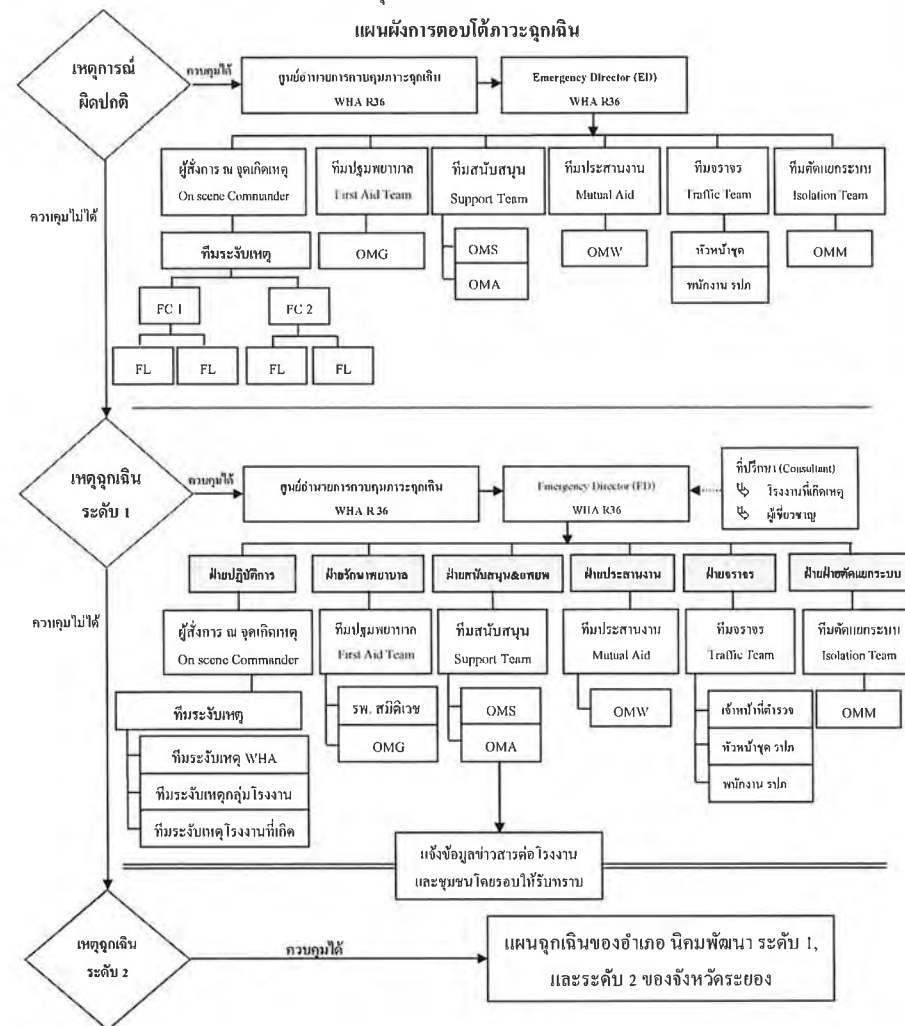 แผนผังการตอบโต้ภาวะฉุกเฉิน
เหตุการณ์
ผิดปกติ
ควบคุมได้
ศูนย์อำนวยการควบคุมภาวะฉุกเฉิน
WHA R36
Emergency Director (ED)
WHA R36
ควบคุมไม่ได้
ผู้สั่งการ ณ จุดเกิดเหตุ
On scene Commander
ทีมปฐมพยาบาล
First Aid Team
ทีมสนับสนุน
Support Team
ทีมประสานงาน
Mutual Aid
ทีมจราจร
Traffic Team
ทีมตัดแยกระบบ
Isolation Team
ทีมระงับเหตุ
OMG
OMS
OMA
OMW
หัวหน้าชุด
พนักงาน รปภ
OMM
FC 1
FC 2
FL
FL
FL
FL
เหตุฉุกเฉิน
ระดับ 1
ควบคุมได้
ศูนย์อำนวยการควบคุมภาวะฉุกเฉิน
WHA R36
Emergency Director (ED)
WHA R36
ที่ปรึกษา (Consultant)
โรงงานที่เกิดเหตุ
ผู้เชี่ยวชาญ
ควบคุมไม่ได้
ฝ่ายปฏิบัติการ
ฝ่ายรักษาพยาบาล
ฝ่ายสนับสนุน&อพยพ
ฝ่ายประสานงาน
ฝ่ายจราจร
ฝ่ายฝ่ายตัดแยกระบบ
ผู้สั่งการ ณ จุดเกิดเหตุ
On scene Commander
ทีมปฐมพยาบาล
First Aid Team
ทีมสนับสนุน
Support Team
ทีมประสานงาน
Mutual Aid
ทีมจราจร
Traffic Team
ทีมตัดแยกระบบ
Isolation Team
ทีมระงับเหตุ
ทีมระงับเหตุ WHA
ทีมระงับเหตุกลุ่มโรงงาน
ทีมระงับเหตุโรงงานที่เกิด
รพ. สมิติเวช
OMG
OMS
OMA
OMW
เจ้าหน้าที่ตำรวจ
หัวหน้าชุด รปภ
พนักงาน รปภ
OMM
แจ้งข้อมูลข่าวสารต่อโรงงาน
และชุมชนโดยรอบให้รับทราบ
เหตุฉุกเฉิน
ระดับ 2
ควบคุมได้
แผนฉุกเฉินของอำเภอ นิคมพัฒนา ระดับ 1,
และระดับ 2 ของจังหวัดระยอง